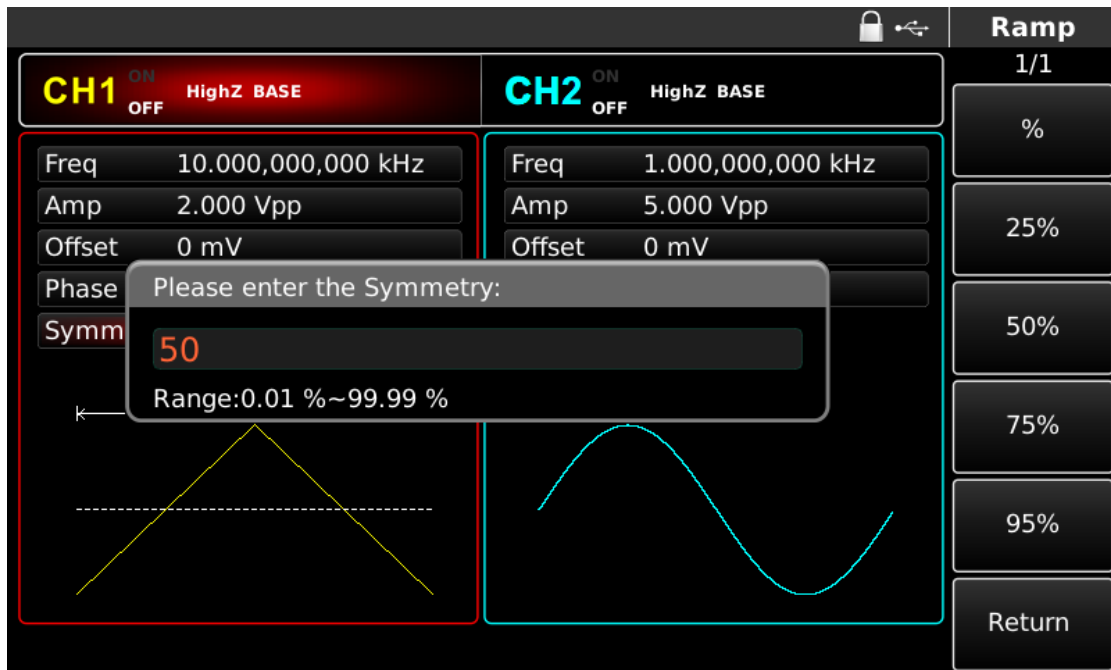 Ramp
1/1
CH1 ON OFF HighZ BASE
CH2 ON OFF HighZ BASE
Freq 10.000,000,000 kHz
Amp 2.000 Vpp
Offset 0 mV
Phase
Symm
Freq 1.000,000,000 kHz
Amp 5.000 Vpp
Offset 0 mV
Please enter the Symmetry:
50
Range:0.01 %~99.99 %
%
25%
50%
75%
95%
Return